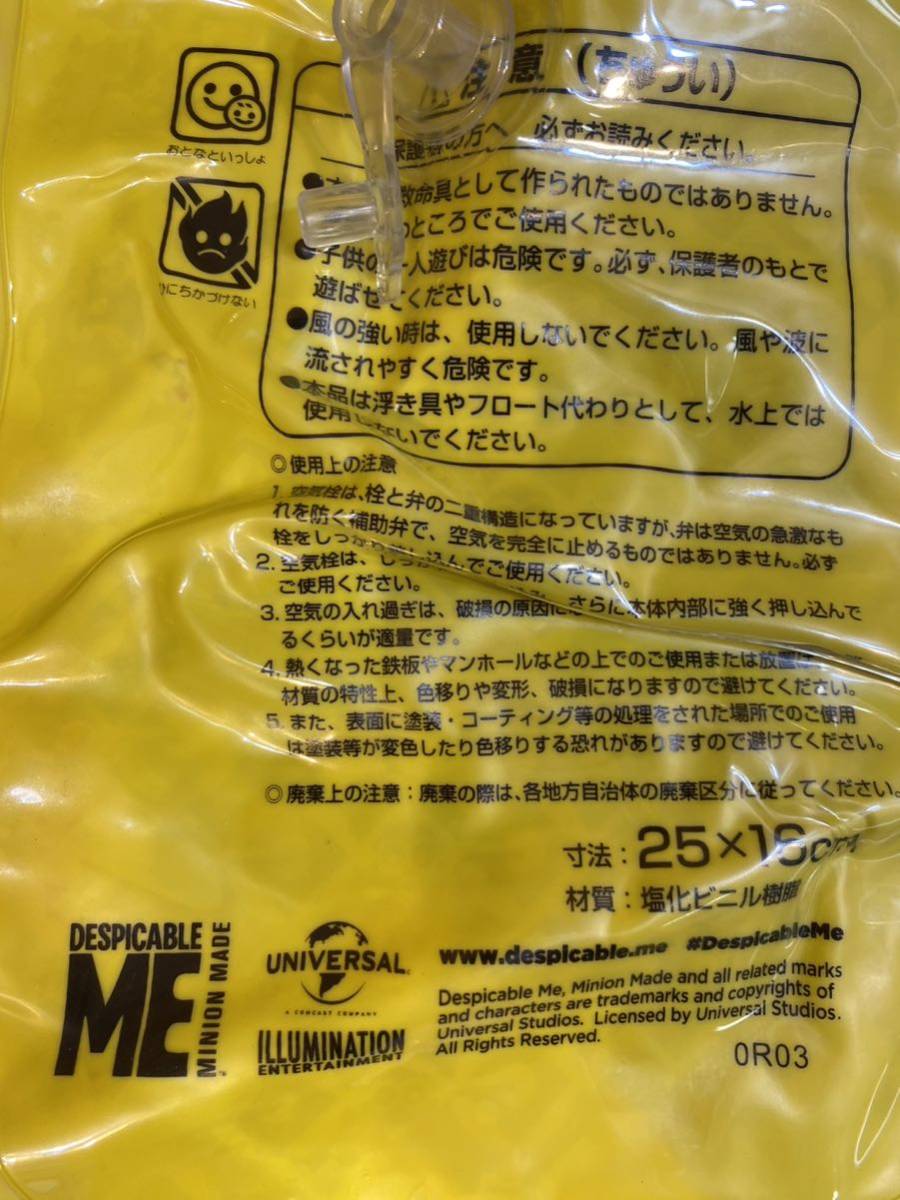 注意（ちゅうい）
保護者の方へ 必ずお読みください。
おとなといっしょ
ひにちかづけない
救命具として作られたものではありません。
ところでご使用ください。
●子供の一人遊びは危険です。必ず、保護者のもとで
遊ばせてください。
●風の強い時は、使用しないでください。風や波に
流されやすく危険です。
●本品は浮き具やフロート代わりとして、水上では
使用しないでください。
◎使用上の注意
1. 空気栓は、栓と弁の二重構造になっていますが、弁は空気の急激なも
れを防ぐ補助弁で、空気を完全に止めるものではありません。必ず
栓をしっかり
2. 空気栓は、しっ 込んでご使用ください。
ご使用ください。
3. 空気の入れ過ぎは、破損の原因に さらに本体内部に強く押し込んで
るくらいが適量です。
4. 熱くなった鉄板やマンホールなどの上でのご使用または放置は
材質の特性上、色移りや変形、破損になりますので避けてください。
5. また、表面に塗装・コーティング等の処理をされた場所でのご使用
は塗装等が変色したり色移りする恐れがありますので避けてください。
◎廃棄上の注意：廃棄の際は、各地方自治体の廃棄区分に従ってください。
寸法：25×18cm
材質：塩化ビニル樹脂
DESPICABLE
ME
MINION MADE
UNIVERSAL
A COMCAST COMPANY
ILLUMINATION
ENTERTAINMENT
www.despicable.me #DespicableMe
Despicable Me, Minion Made and all related marks
and characters are trademarks and copyrights of
Universal Studios. Licensed by Universal Studios.
All Rights Reserved.
0R03